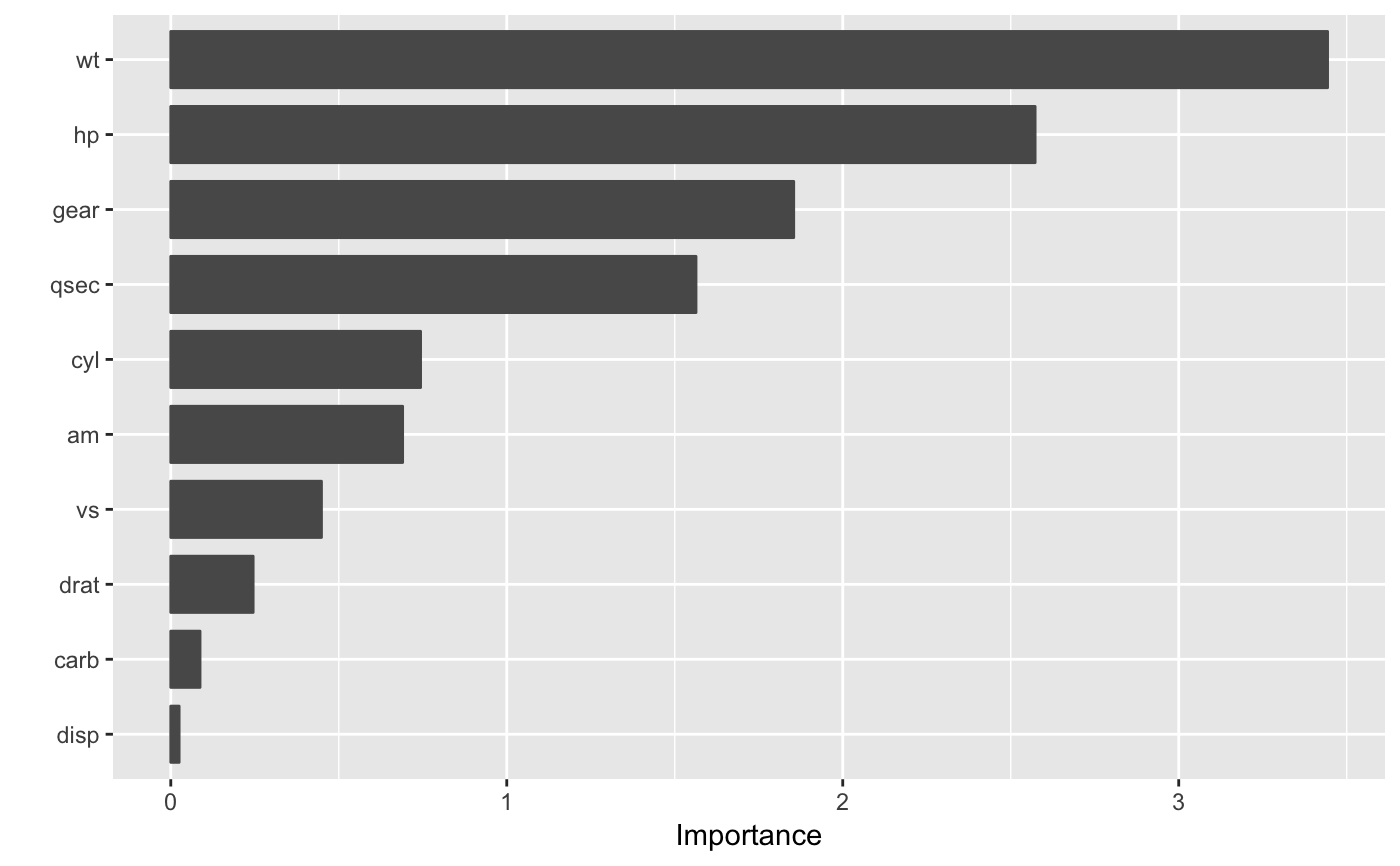 wt
hp
gear
qsec
cyl
am
vs
drat
carb
disp
0 1 2 3
Importance